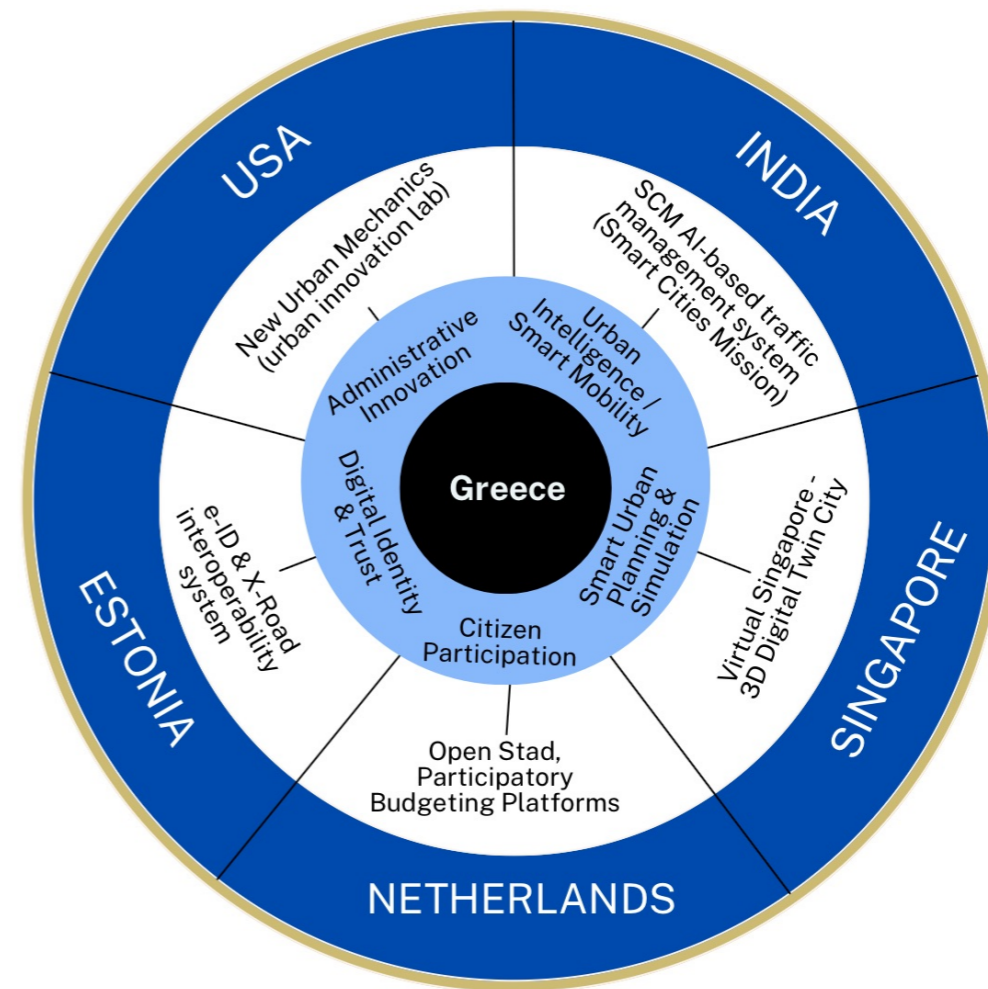 USA
New Urban Mechanics
(urban innovation lab)
Administrative
Innovation
INDIA
SCM AI-based traffic
management system
(Smart Cities Mission)
Urban
Intelligence /
Smart Mobility
SINGAPORE
Virtual Singapore -
3D Digital Twin City
Smart Urban
Planning &
Simulation
NETHERLANDS
Open Stad,
Participatory
Budgeting Platforms
Citizen
Participation
ESTONIA
e-ID & X-Road
interoperability
system
Digital Identity
& Trust
Greece